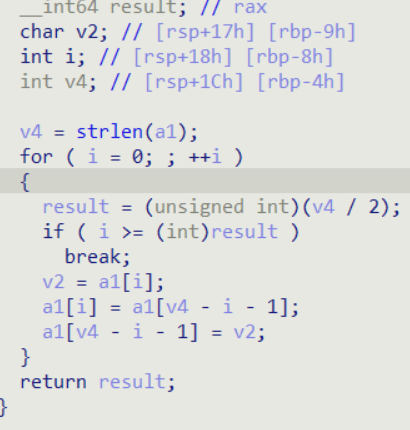 __int64 result; // rax
char v2; // [rsp+17h] [rbp-9h]
int i; // [rsp+18h] [rbp-8h]
int v4; // [rsp+1Ch] [rbp-4h]
v4 = strlen(a1);
for ( i = 0; ; ++i )
{
result = (unsigned int)(v4 / 2);
if ( i >= (int)result )
break;
v2 = a1[i];
a1[i] = a1[v4 - i - 1];
a1[v4 - i - 1] = v2;
}
return result;
}